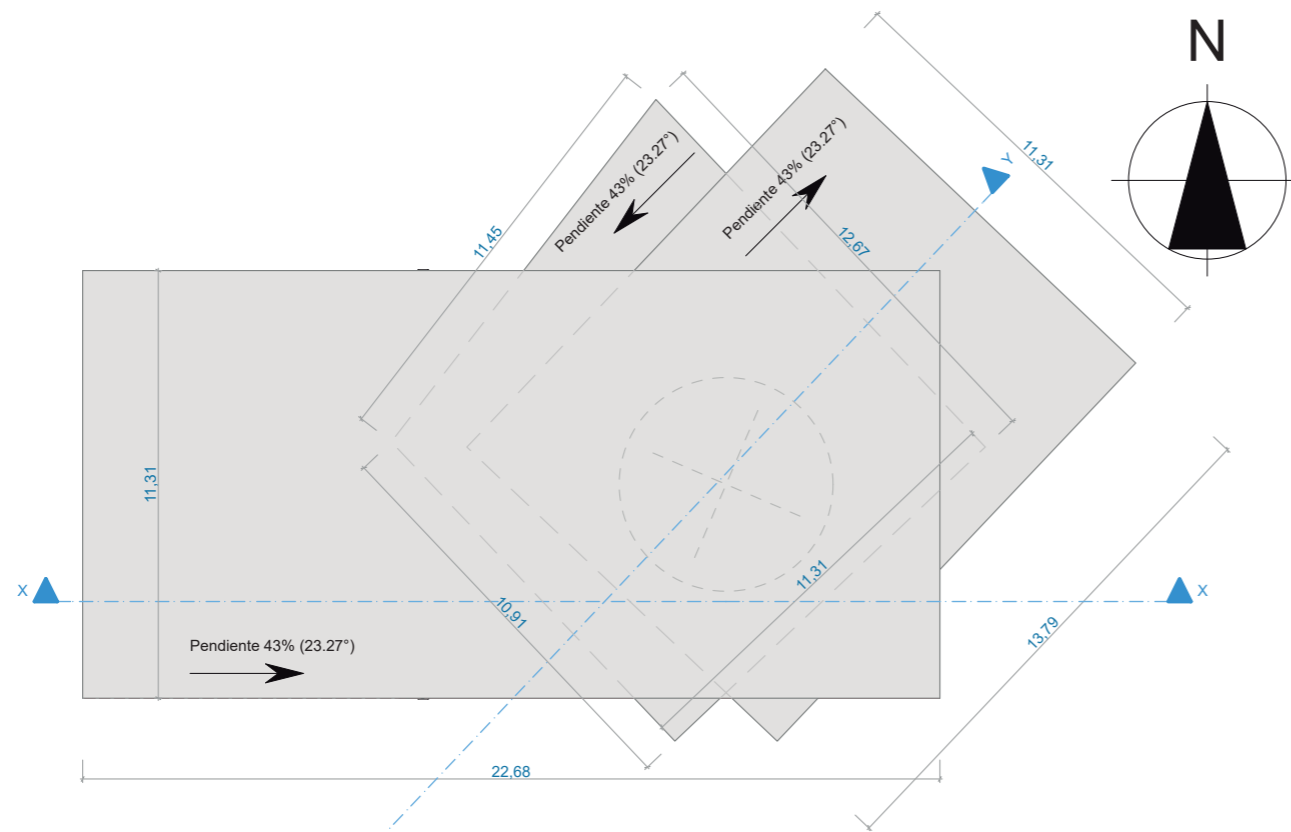 N
11,31
Y
Pendiente 43% (23.27°)
Pendiente 43% (23.27°)
11,45
12,67
11,31
X
X
11,31
10,91
13,79
Pendiente 43% (23.27°)
22,68